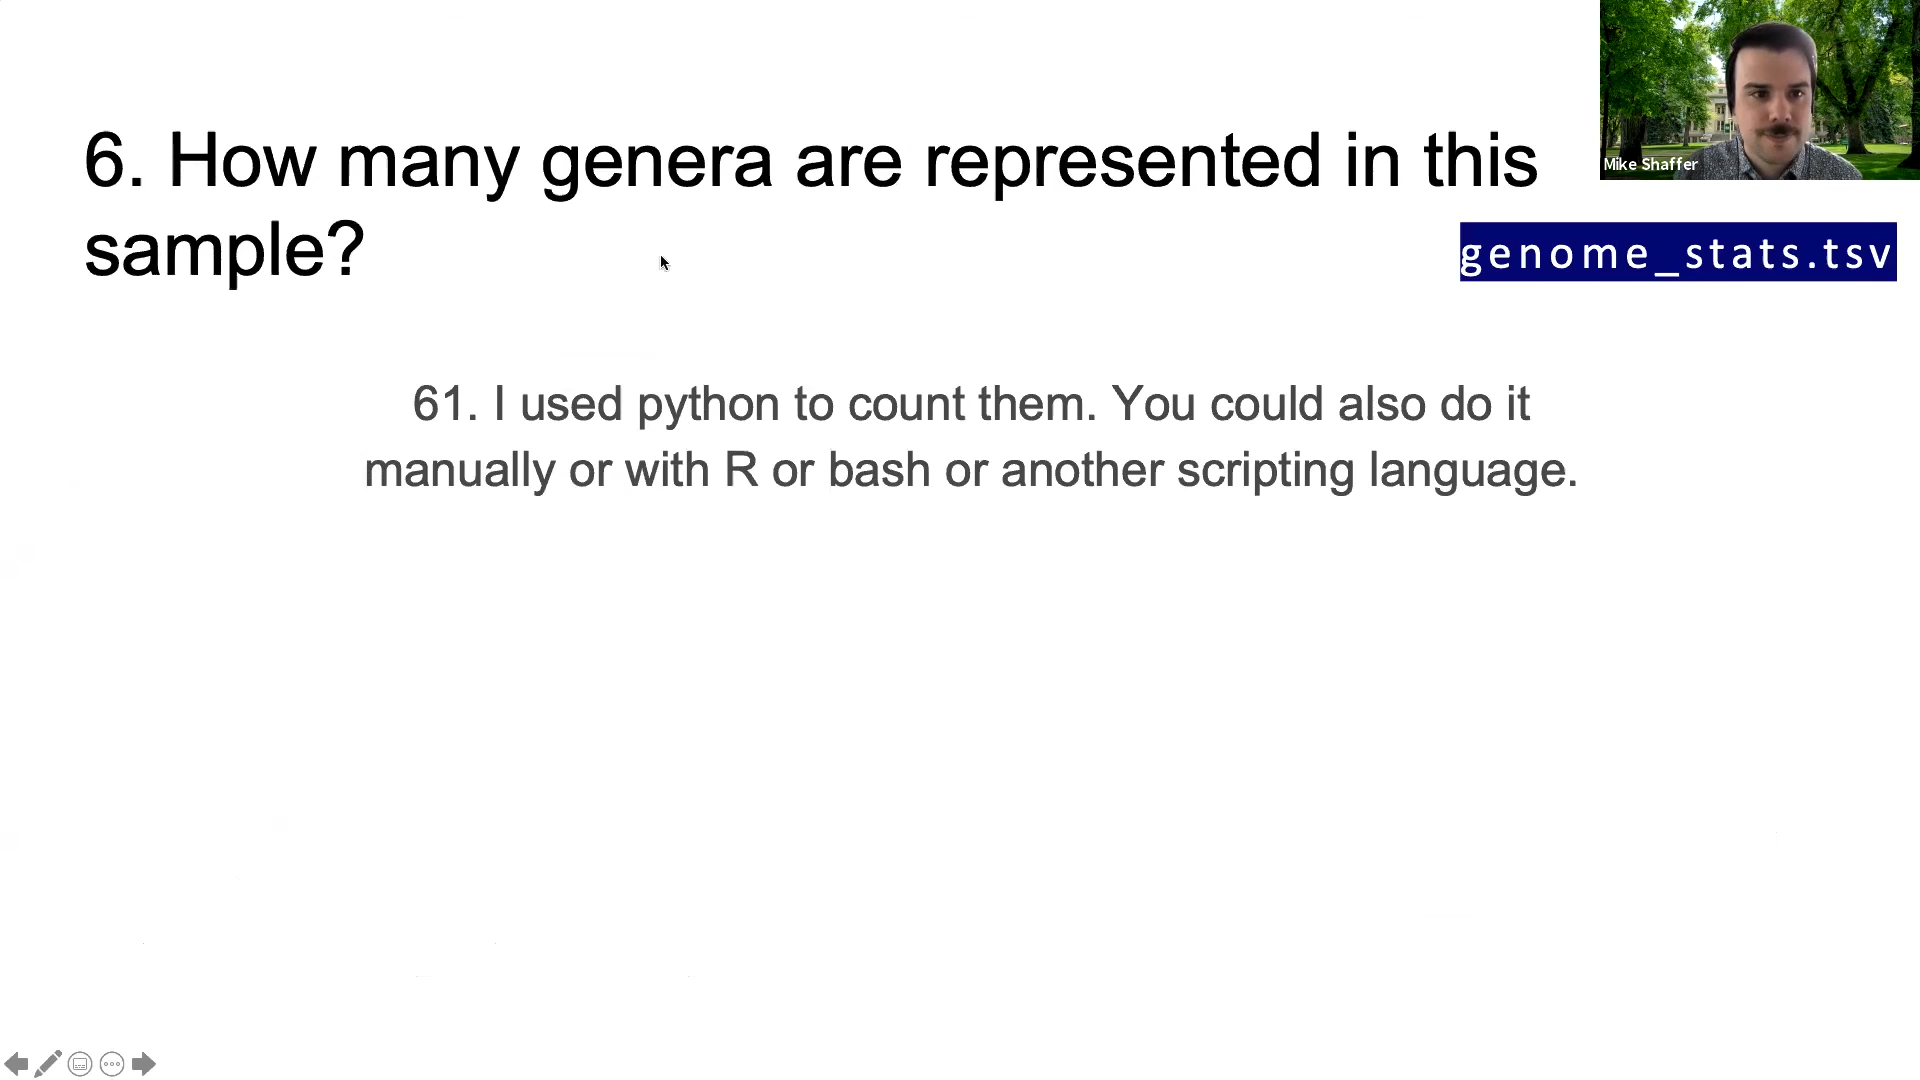 Mike Shaffer
6. How many genera are represented in this
sample?
genome_stats.tsv
61. I used python to count them. You could also do it
manually or with R or bash or another scripting language.